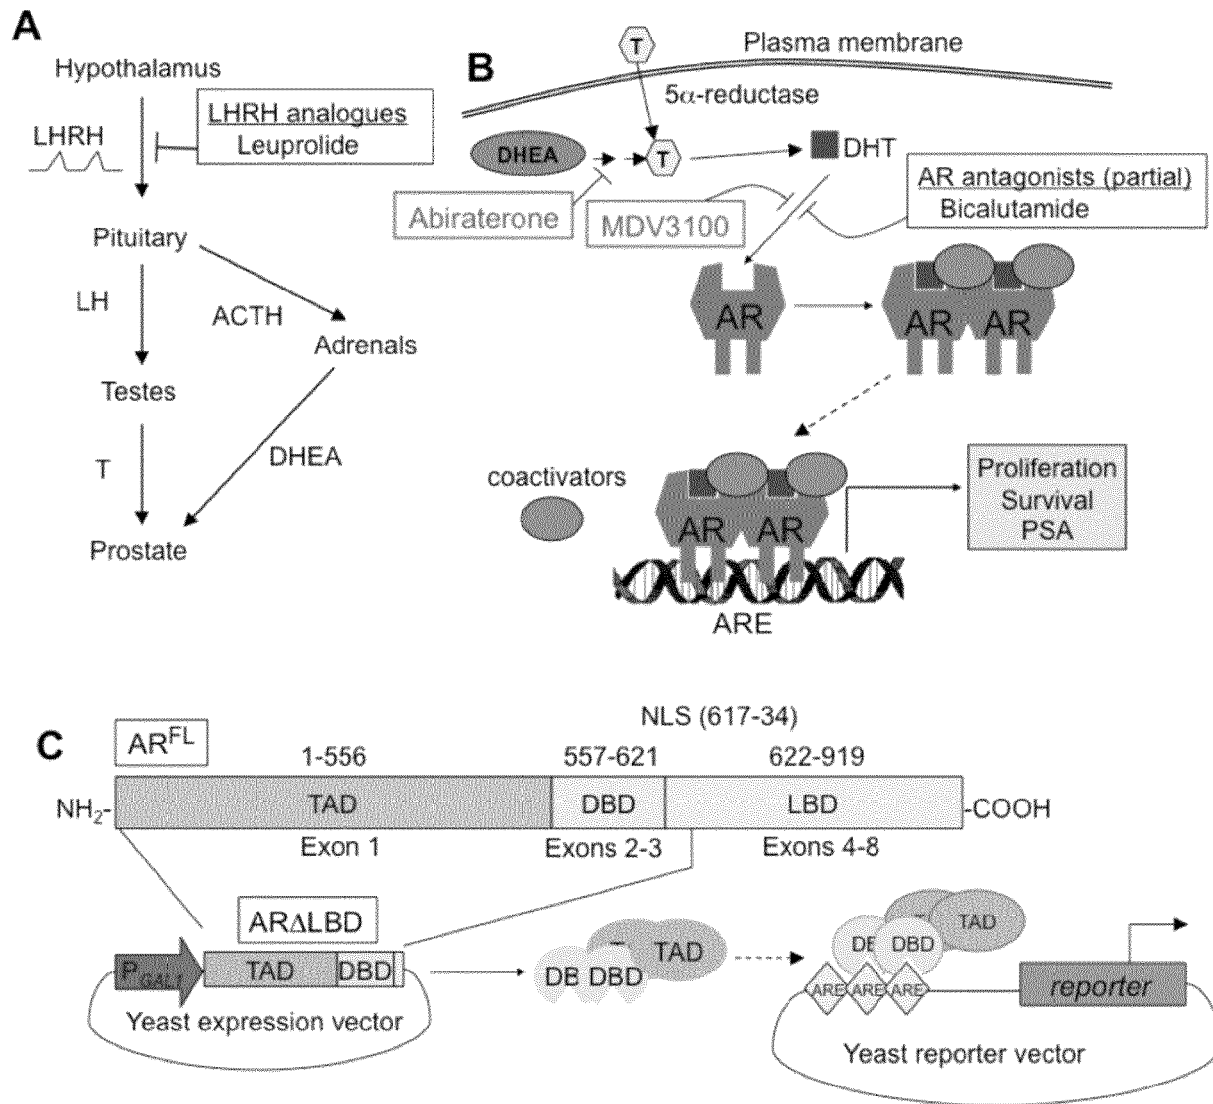 A
Hypothalamus
LHRH
LHRH analogues
Leuprolide
Pituitary
LH
ACTH
Adrenals
Testes
T
DHEA
Prostate
B
T
Plasma membrane
5α-reductase
DHEA
T
DHT
Abiraterone
MDV3100
AR antagonists (partial)
Bicalutamide
AR
AR AR
coactivators
AR AR
Proliferation
Survival
PSA
ARE
C
NLS (617-34)
AR^FL
1-556 557-621 622-919
NH₂- TAD DBD LBD -COOH
Exon 1 Exons 2-3 Exons 4-8
ARΔLBD
P_GAL1 TAD DBD
Yeast expression vector
DB DBD T TAD
TAD
DB DBD
ARE ARE ARE
reporter
Yeast reporter vector